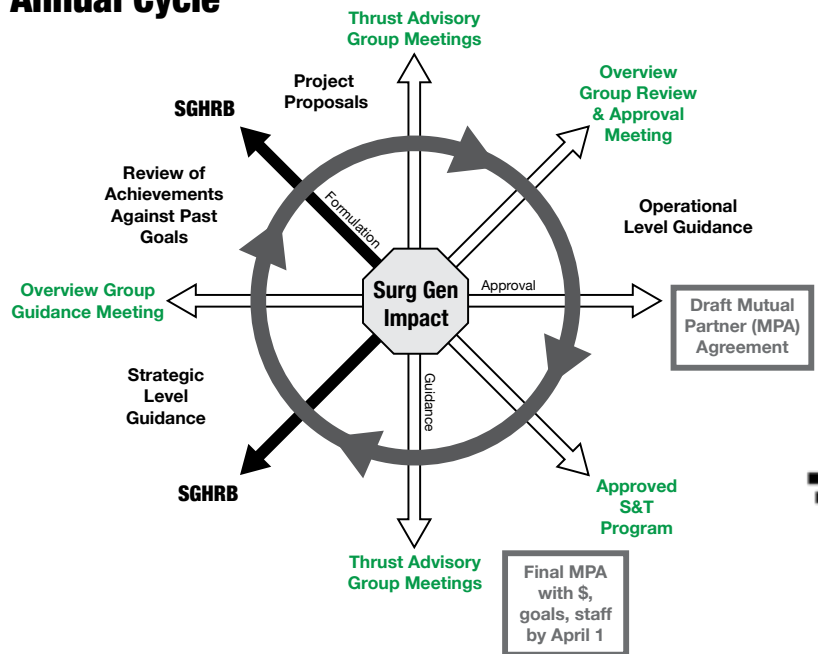 Annual Cycle
Thrust Advisory
Group Meetings
Project
Proposals
Overview
Group Review
& Approval
Meeting
SGHRB
Review of
Achievements
Against Past
Goals
Formulation
Operational
Level Guidance
Overview Group
Guidance Meeting
Surg Gen
Impact
Approval
Draft Mutual
Partner (MPA)
Agreement
Strategic
Level
Guidance
Guidance
SGHRB
Approved
S&T
Program
Thrust Advisory
Group Meetings
Final MPA
with $,
goals, staff
by April 1